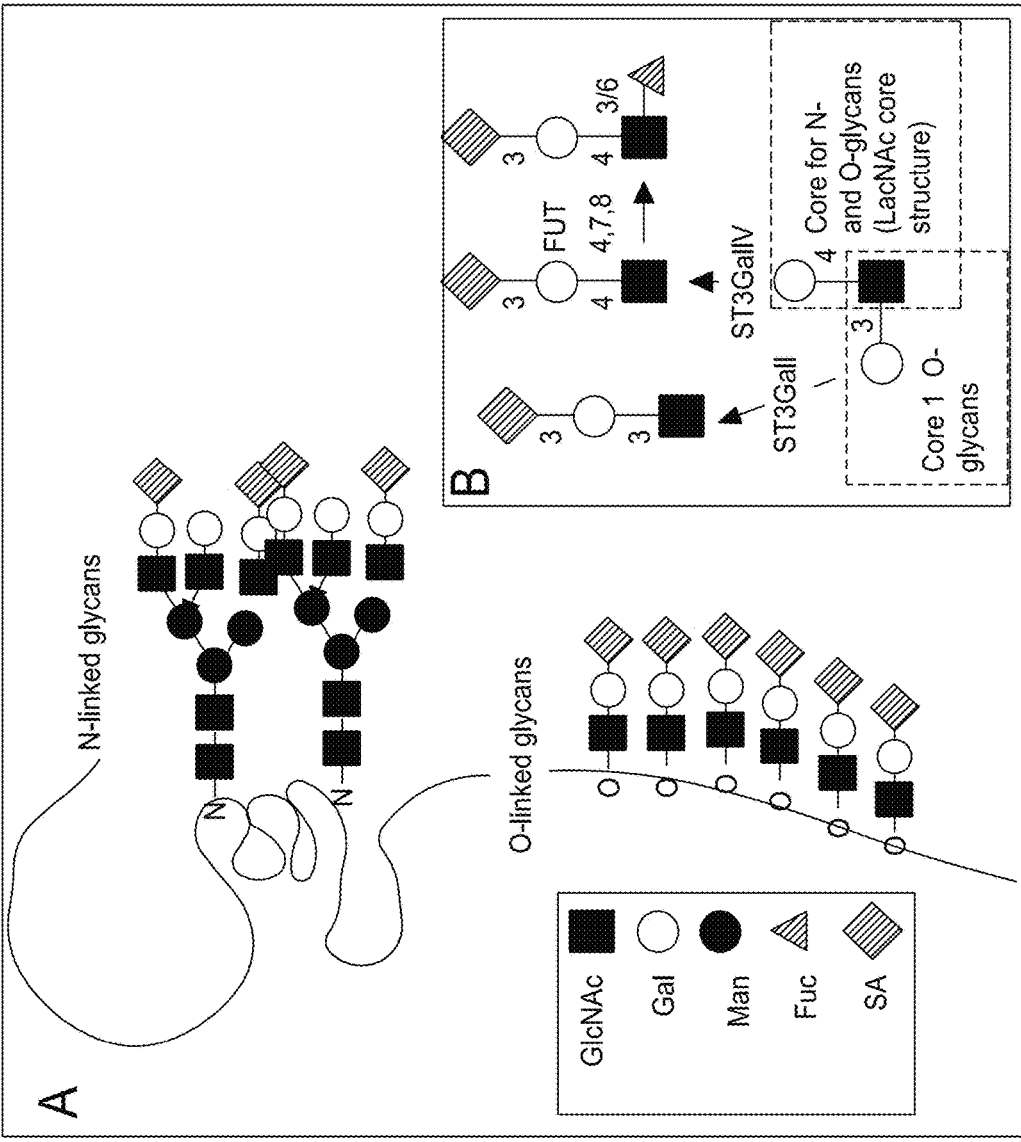 A
N-linked glycans
N
N
O-linked glycans
O
O
O
O
O
O
GlcNAc
Gal
Man
Fuc
SA
B
3
3
3
4
FUT
4,7,8
3
4
3/6
ST3GalI
ST3GalIV
3
4
Core 1 O-
glycans
Core for N-
and O-glycans
(LacNAc core
structure)